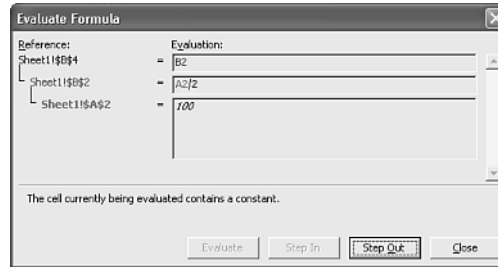 Evaluate Formula
Reference: Evaluation:
Sheet1!$B$4 = B2
Sheet1!$B$2 = A2/2
Sheet1!$A$2 = 100
The cell currently being evaluated contains a constant.
Evaluate Step In Step Out Close